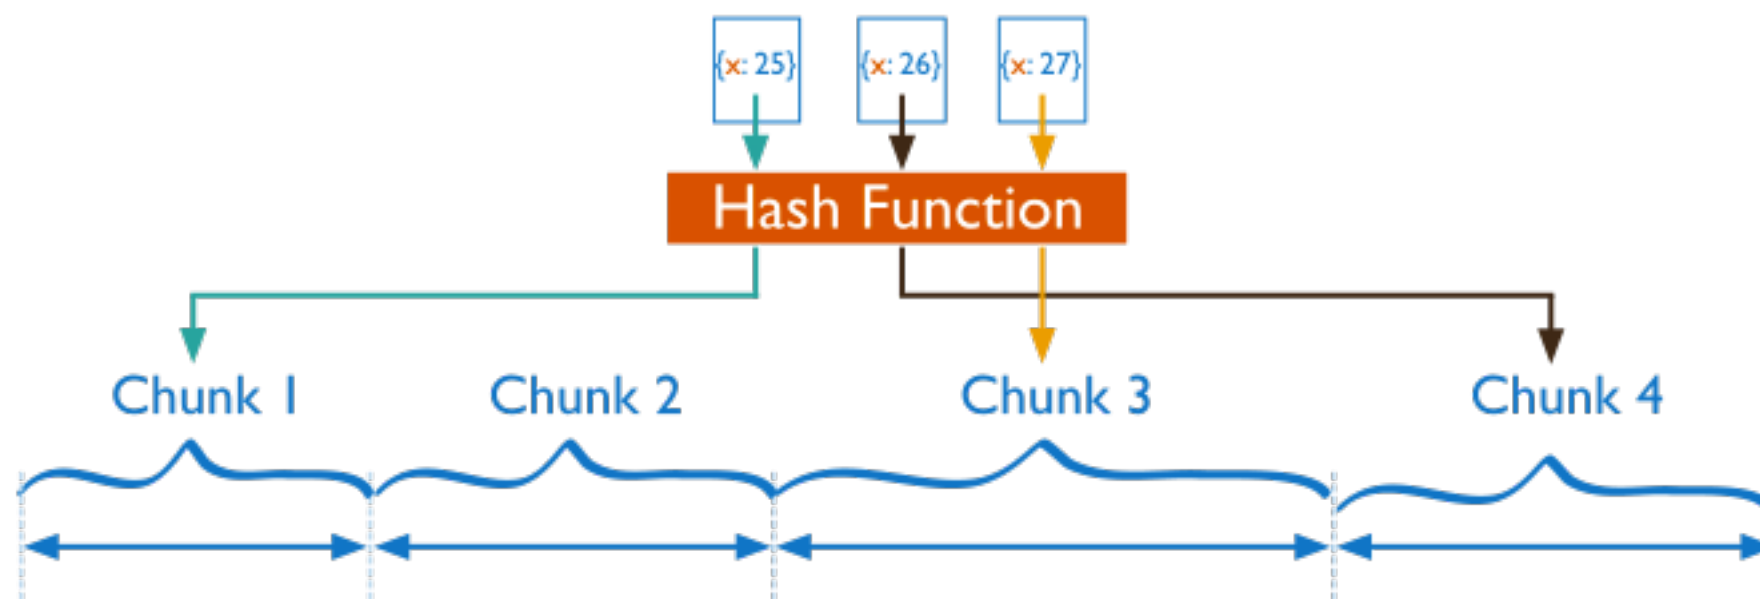 {x: 25} {x: 26} {x: 27}
Hash Function
Chunk 1 Chunk 2 Chunk 3 Chunk 4